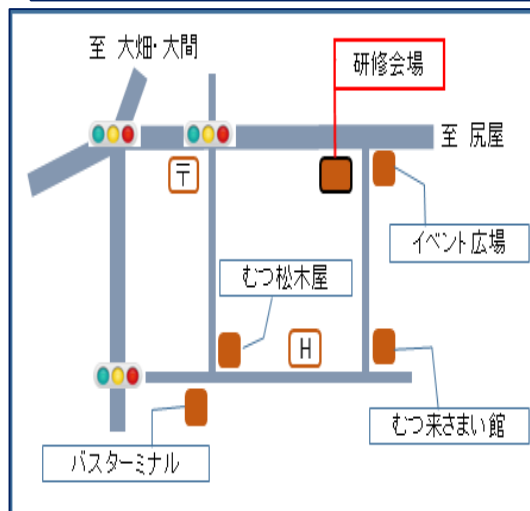 至 大畑・大間
研修会場
至 尻屋
〒
イベント広場
むつ松木屋
H
むつ来さまい館
バスターミナル